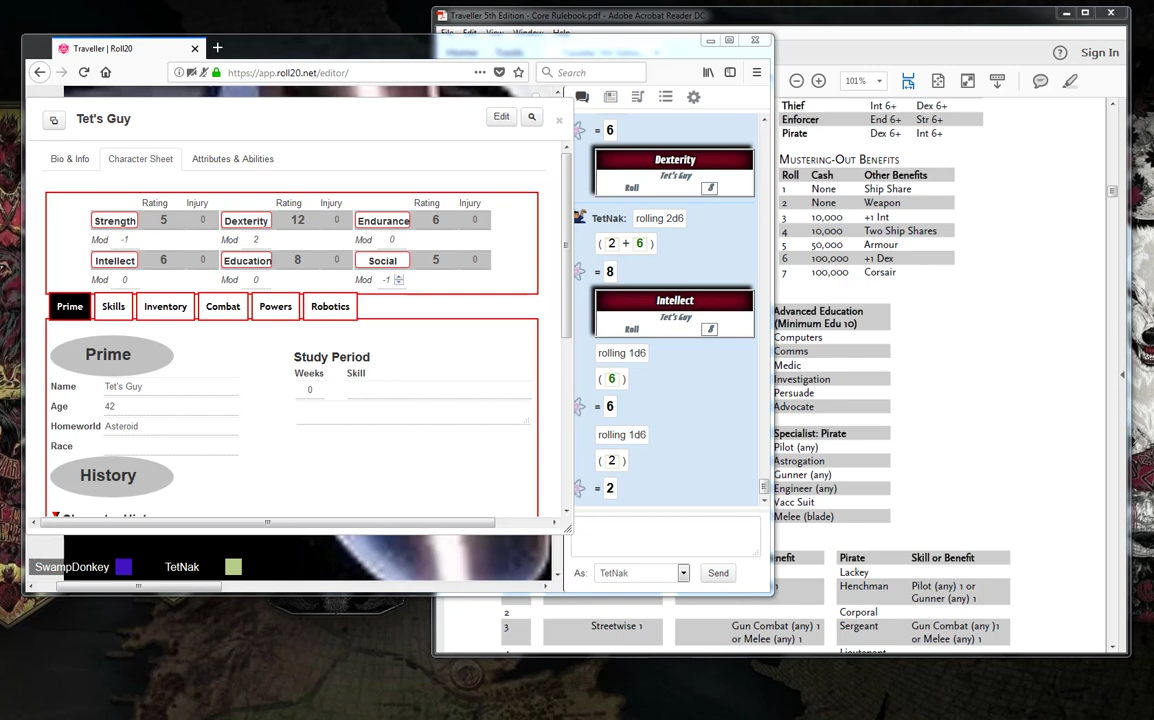 Traveller 5th Edition - Core Rulebook.pdf - Adobe Acrobat Reader DC
File Edit View Window Help
Traveller | Roll20
https://app.roll20.net/editor/
Search
Sign In
101%
Tet's Guy
Edit
Bio & Info Character Sheet Attributes & Abilities
Rating Injury Rating Injury Rating Injury
Strength 5 0 Dexterity 12 0 Endurance 6 0
Mod -1 Mod 2 Mod 0
Intellect 6 0 Education 8 0 Social 5 0
Mod 0 Mod 0 Mod -1
Prime Skills Inventory Combat Powers Robotics
Prime
Name Tet's Guy
Age 42
Homeworld Asteroid
Race
Study Period
Weeks Skill
0
History
SwampDonkey TetNak
= 6
Dexterity
Tet's Guy
Roll 8
TetNak: rolling 2d6
( 2 + 6 )
= 8
Intellect
Tet's Guy
Roll 8
rolling 1d6
( 6 )
= 6
rolling 1d6
( 2 )
= 2
As: TetNak Send
Thief Int 6+ Dex 6+
Enforcer End 6+ Str 6+
Pirate Dex 6+ Int 6+
Mustering-Out Benefits
Roll Cash Other Benefits
1 None Ship Share
2 None Weapon
3 10,000 +1 Int
4 10,000 Two Ship Shares
5 50,000 Armour
6 100,000 +1 Dex
7 100,000 Corsair
Advanced Education
(Minimum Edu 10)
Computers
Comms
Medic
Investigation
Persuade
Advocate
Specialist: Pirate
Pilot (any)
Astrogation
Gunner (any)
Engineer (any)
Vacc Suit
Melee (blade)
Pirate Skill or Benefit
Lackey
Henchman Pilot (any) 1 or
Gunner (any) 1
2 Corporal
3 Streetwise 1 Gun Combat (any) 1 Sergeant Gun Combat (any )1
or Melee (any) 1 or Melee (any) 1